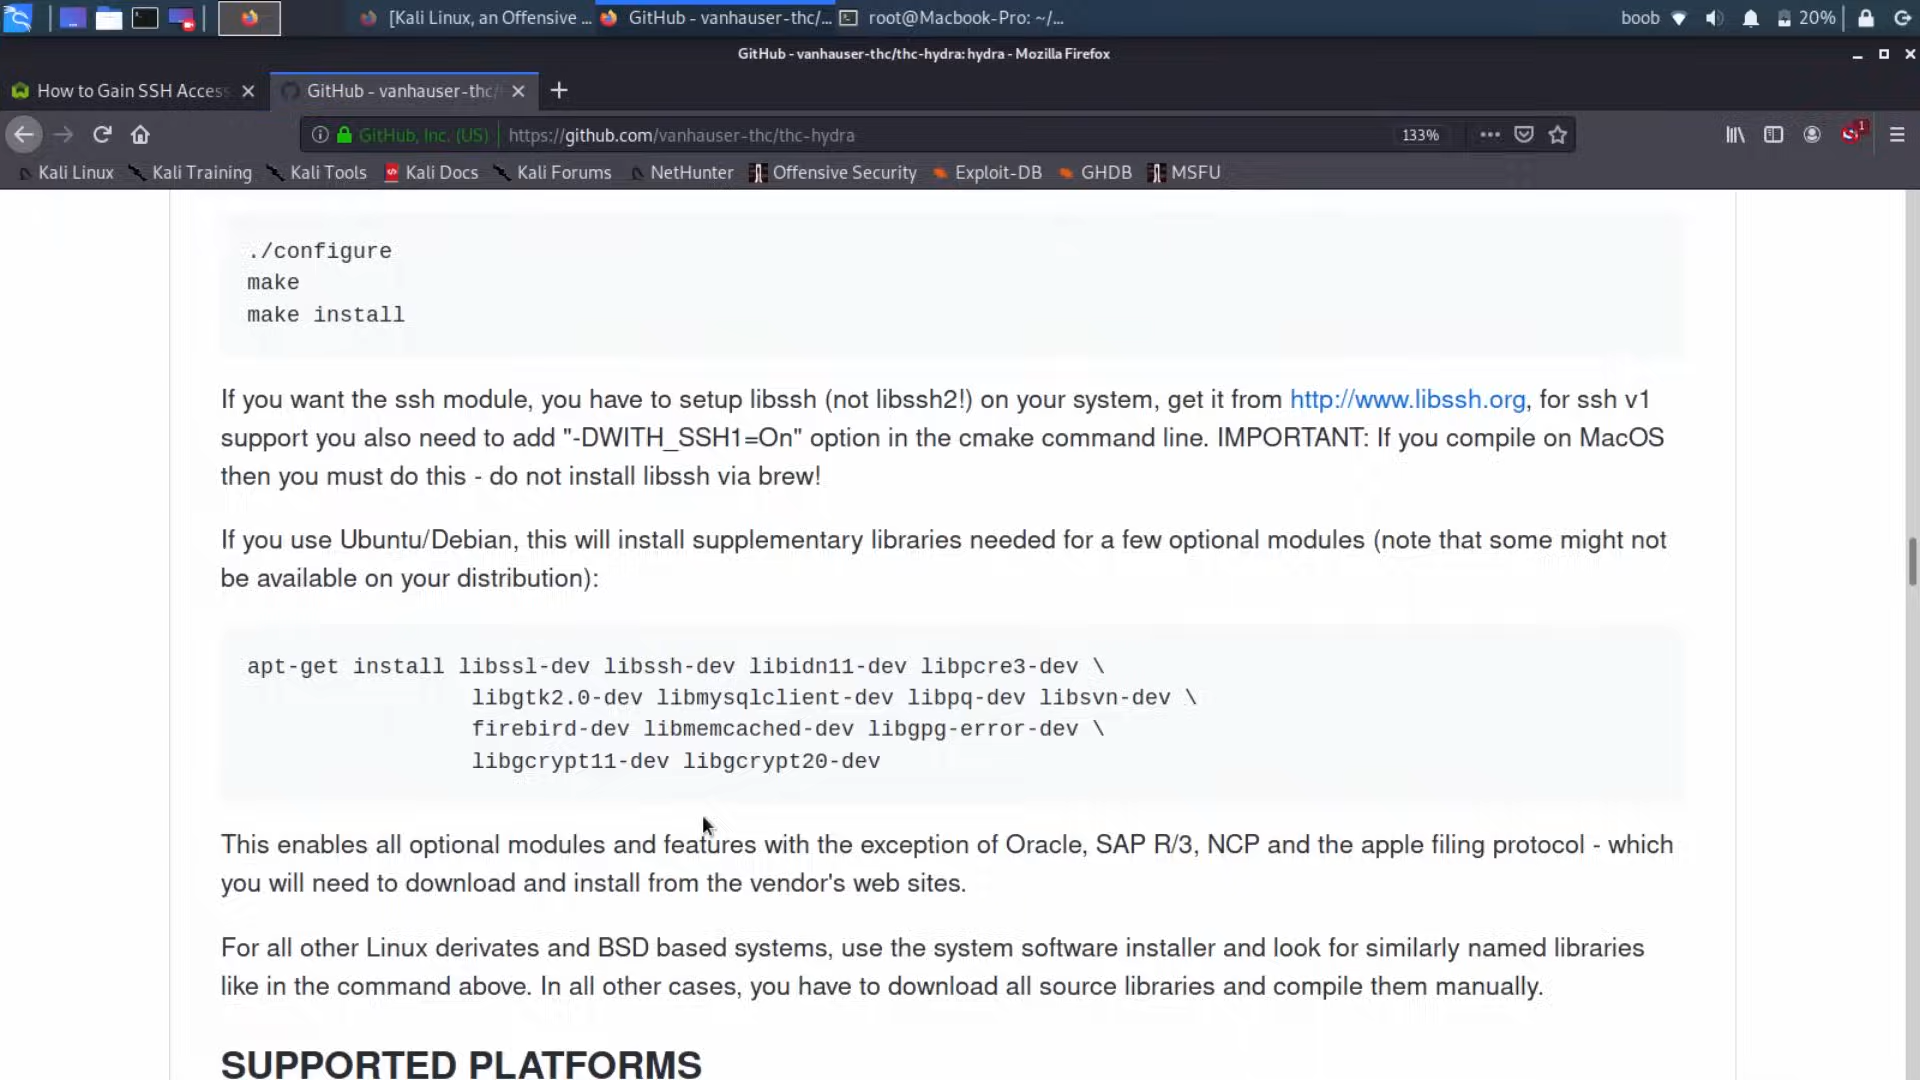 [Kali Linux, an Offensive ...
GitHub - vanhauser-thc/...
root@Macbook-Pro: ~/...
boob
20%
GitHub - vanhauser-thc/thc-hydra: hydra - Mozilla Firefox
How to Gain SSH Access
GitHub - vanhauser-thc/
GitHub, Inc. (US)
https://github.com/vanhauser-thc/thc-hydra
133%
1
Kali Linux
Kali Training
Kali Tools
Kali Docs
Kali Forums
NetHunter
Offensive Security
Exploit-DB
GHDB
MSFU
./configure
make
make install
If you want the ssh module, you have to setup libssh (not libssh2!) on your system, get it from http://www.libssh.org, for ssh v1
support you also need to add "-DWITH_SSH1=On" option in the cmake command line. IMPORTANT: If you compile on MacOS
then you must do this - do not install libssh via brew!
If you use Ubuntu/Debian, this will install supplementary libraries needed for a few optional modules (note that some might not
be available on your distribution):
apt-get install libssl-dev libssh-dev libidn11-dev libpcre3-dev \
libgtk2.0-dev libmysqlclient-dev libpq-dev libsvn-dev \
firebird-dev libmemcached-dev libgpg-error-dev \
libgcrypt11-dev libgcrypt20-dev
This enables all optional modules and features with the exception of Oracle, SAP R/3, NCP and the apple filing protocol - which
you will need to download and install from the vendor's web sites.
For all other Linux derivates and BSD based systems, use the system software installer and look for similarly named libraries
like in the command above. In all other cases, you have to download all source libraries and compile them manually.
SUPPORTED PLATFORMS